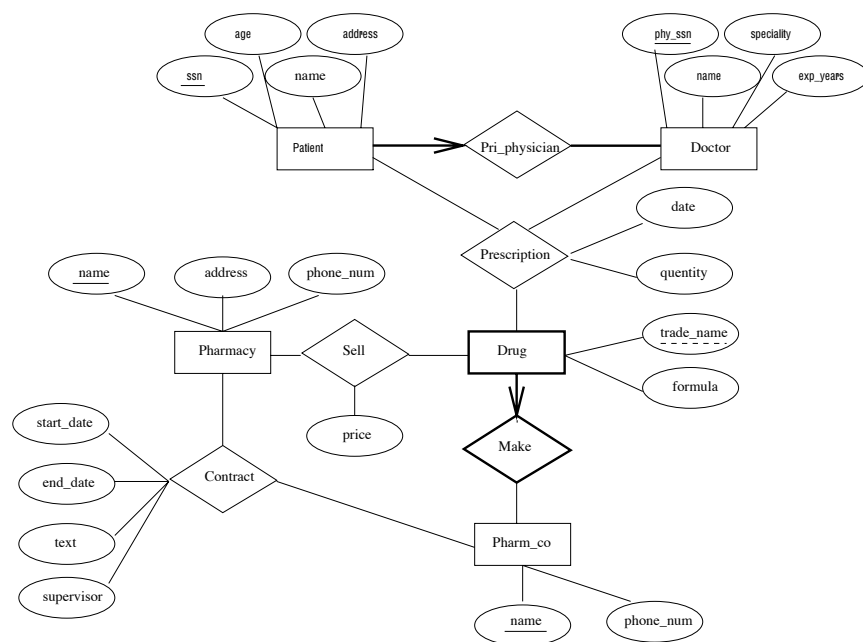 age
address
phy_ssn
speciality
ssn
name
name
exp_years
Patient
Pri_physician
Doctor
date
Prescription
quentity
name
address
phone_num
trade_name
Pharmacy
Sell
Drug
formula
start_date
price
Make
end_date
Contract
text
Pharm_co
supervisor
name
phone_num